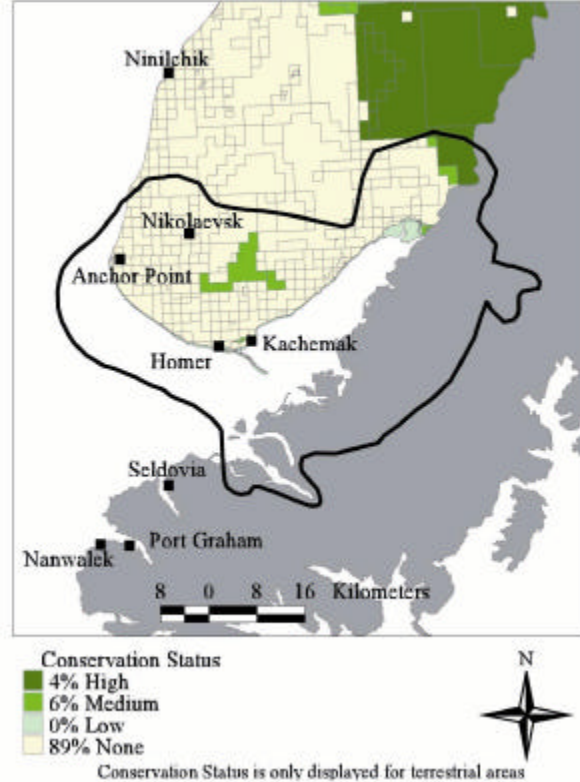 Ninilchik
Nikolaevsk
Anchor Point
Kachemak
Homer
Seldovia
Port Graham
Nanwalek
8 0 8 16 Kilometers
Conservation Status
4% High
6% Medium
0% Low
89% None
N
Conservation Status is only displayed for terrestrial areas